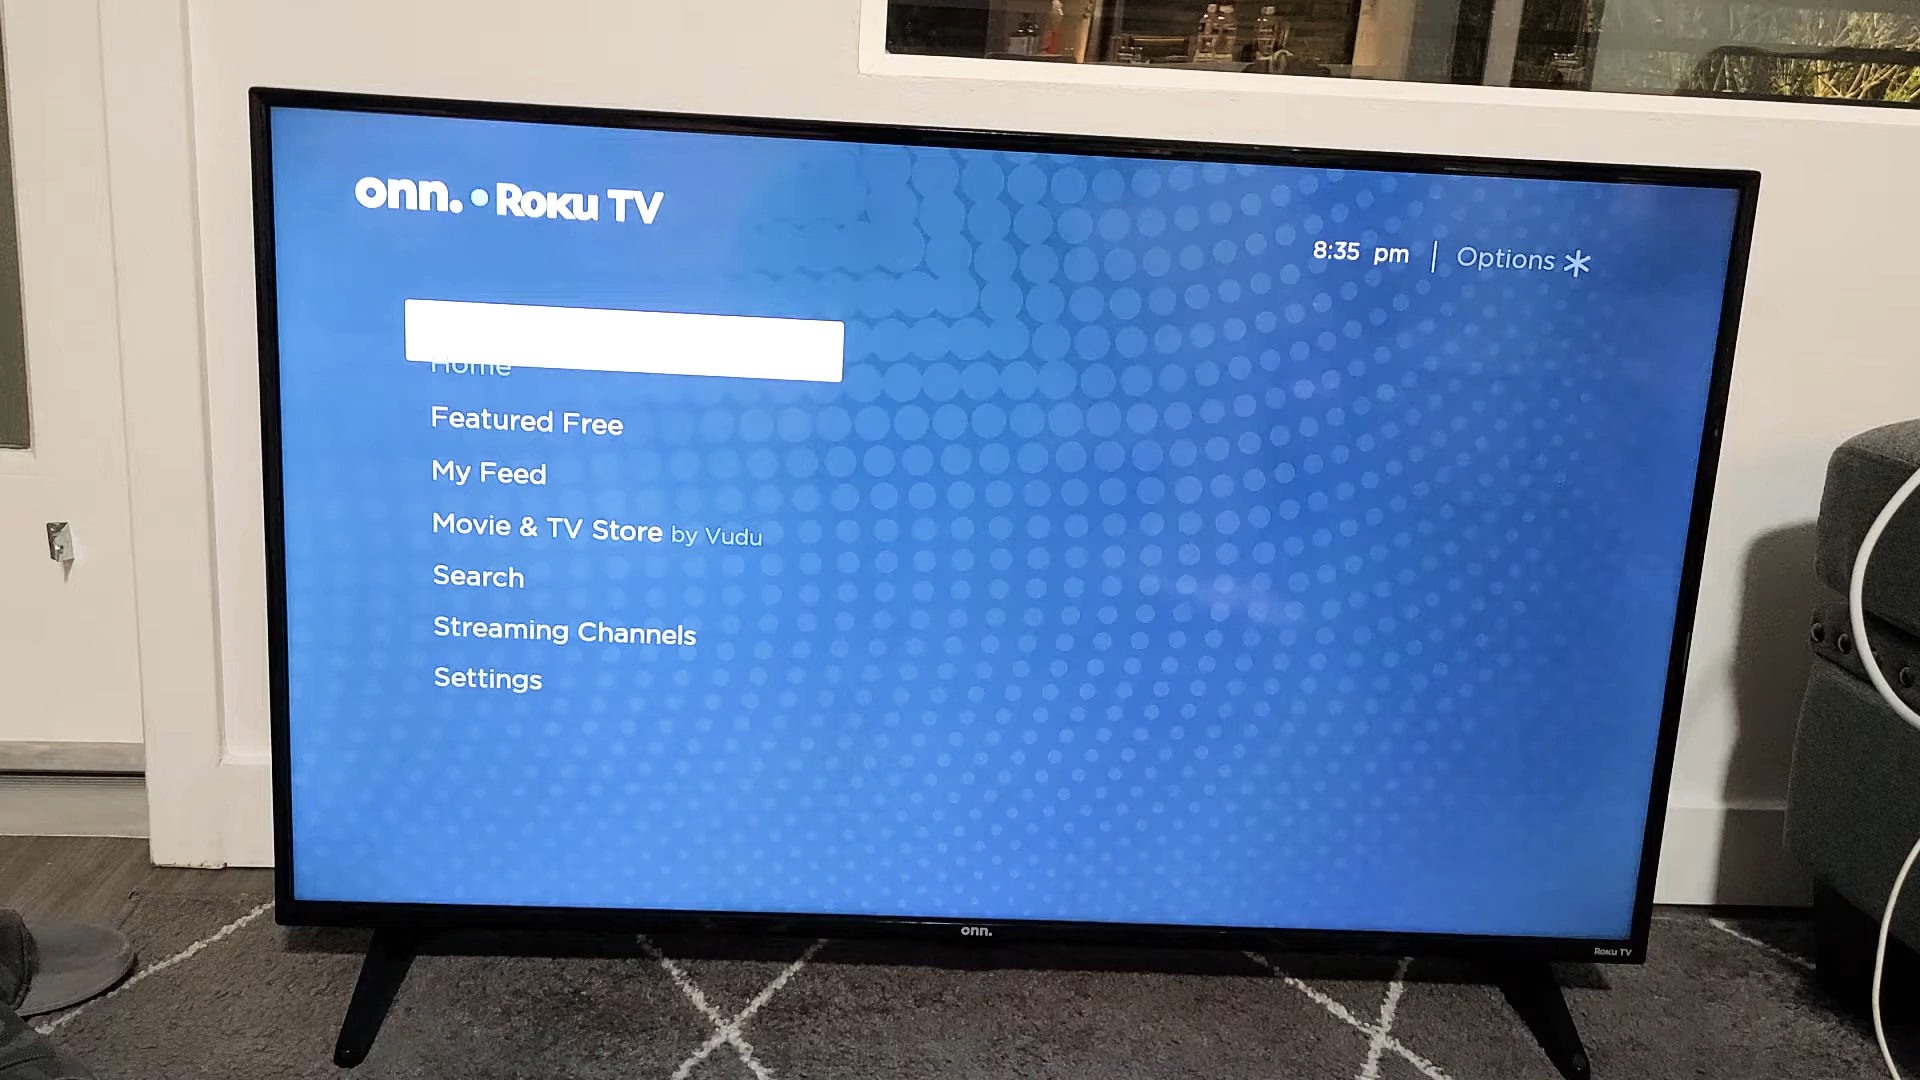 onn. • Roku TV
8:35 pm | Options
Home
Featured Free
My Feed
Movie & TV Store by Vudu
Search
Streaming Channels
Settings
onn.
Roku TV